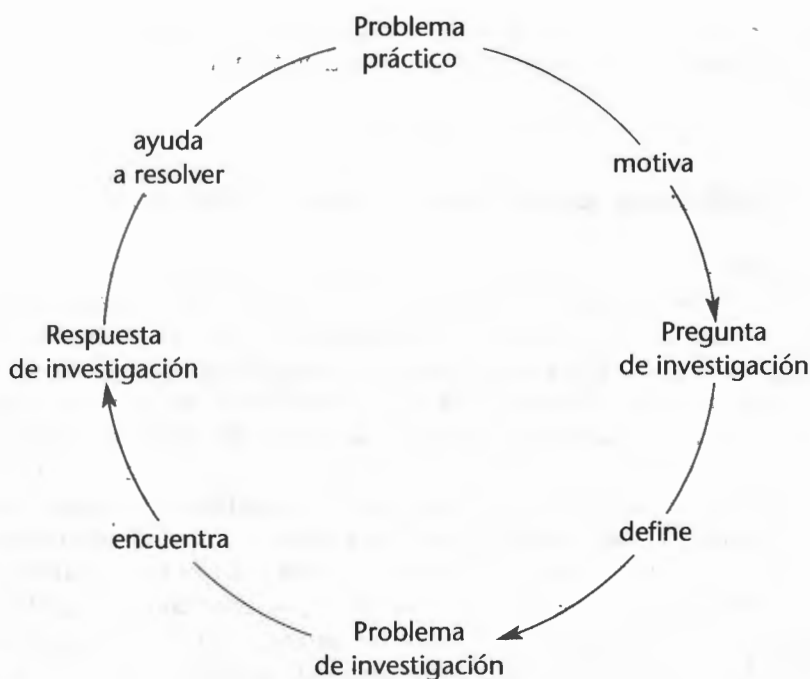 Problema
práctico
motiva
Pregunta
de investigación
define
Problema
de investigación
encuentra
Respuesta
de investigación
ayuda
a resolver